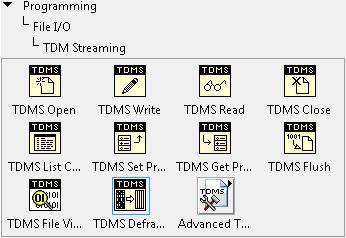 Programming
File I/O
TDM Streaming
TDMS TDMS TDMS TDMS
TDMS Open TDMS Write TDMS Read TDMS Close
TDMS TDMS TDMS TDMS
TDMS List C... TDMS Set Pr... TDMS Get Pr... TDMS Flush
TDMS TDMS TDMS
TDMS File Vi... TDMS Defra... Advanced T...